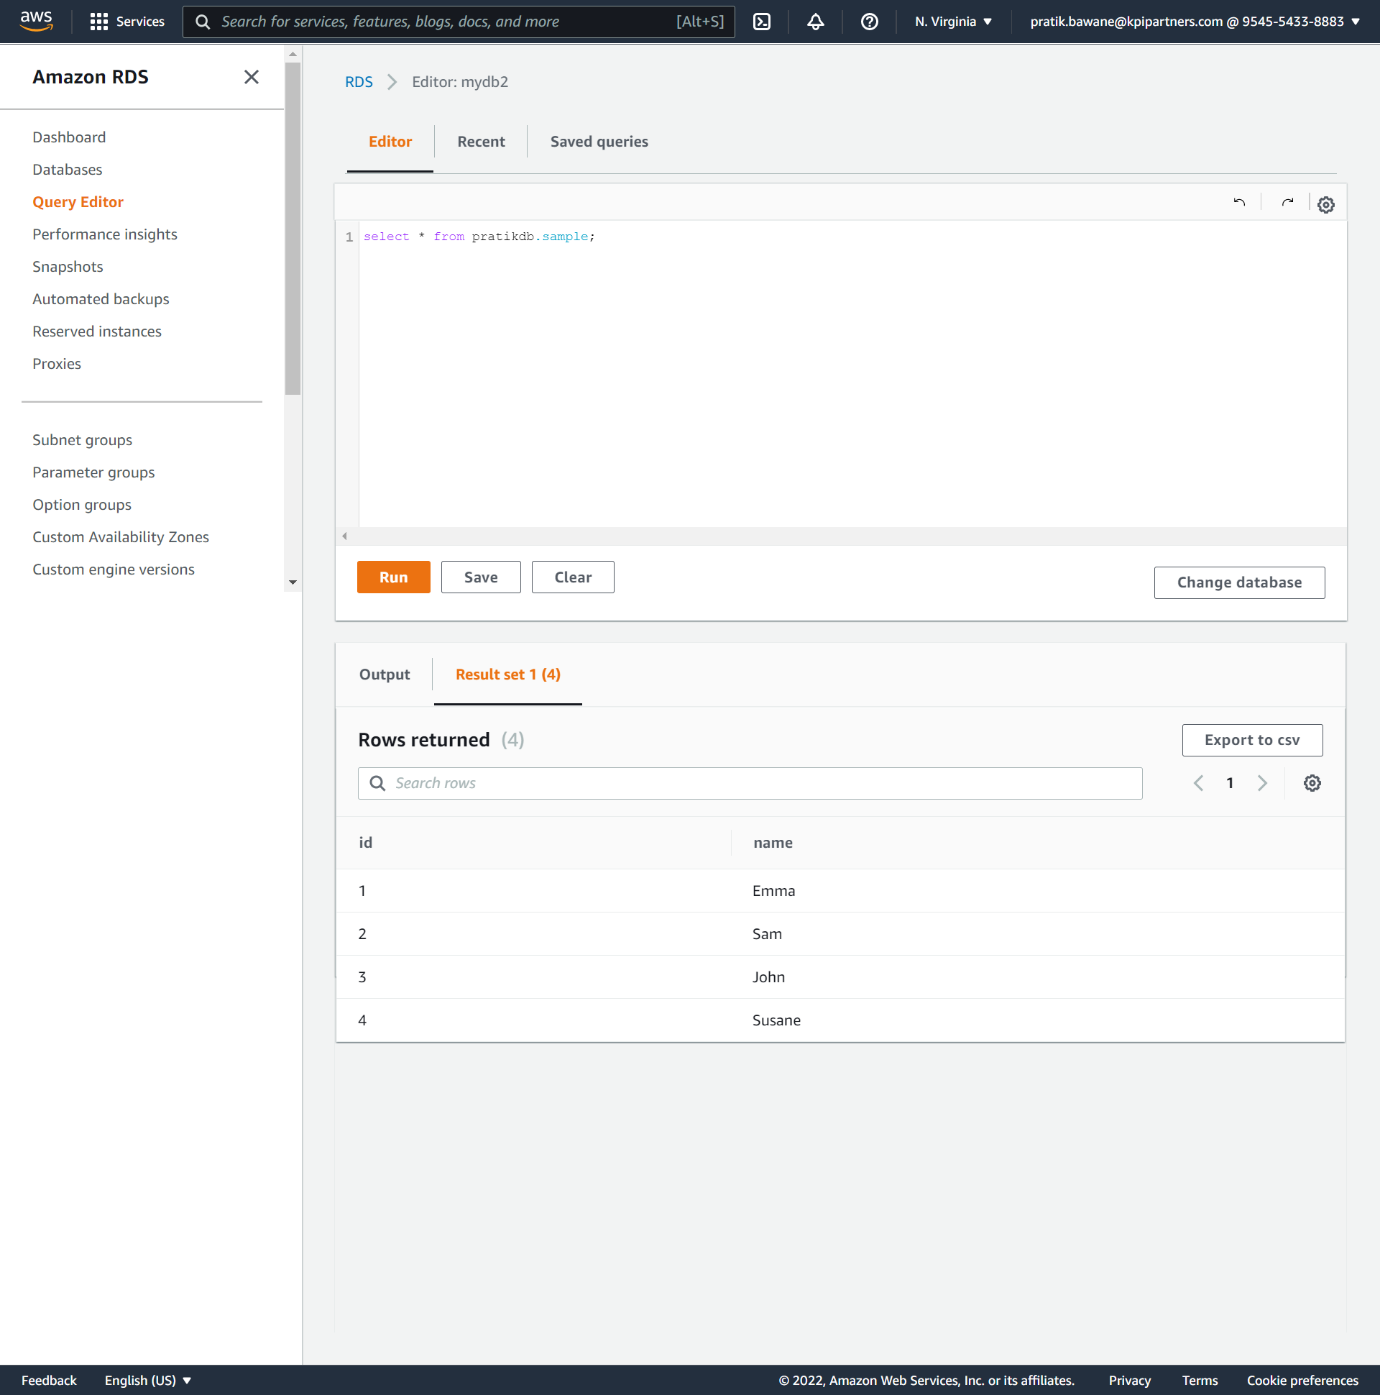 aws
Services
Search for services, features, blogs, docs, and more
[Alt+S]
N. Virginia ▼
pratik.bawane@kpipartners.com @ 9545-5433-8883 ▼
Amazon RDS
Dashboard
Databases
Query Editor
Performance insights
Snapshots
Automated backups
Reserved instances
Proxies
Subnet groups
Parameter groups
Option groups
Custom Availability Zones
Custom engine versions
RDS > Editor: mydb2
Editor
Recent
Saved queries
1 select * from pratikdb.sample;
Run
Save
Clear
Change database
Output
Result set 1 (4)
Rows returned (4)
Export to csv
Search rows
1
id name
1 Emma
2 Sam
3 John
4 Susane
Feedback
English (US) ▼
© 2022, Amazon Web Services, Inc. or its affiliates.
Privacy
Terms
Cookie preferences